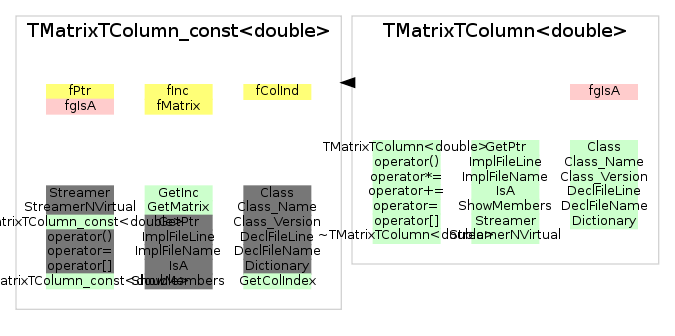 TMatrixTColumn_const<double>
fPtr fInc fColInd
fgIsA fMatrix
Streamer GetInc Class
StreamerNVirtual GetMatrix Class_Name
atrixTColumn_const<double> GetPtr Class_Version
operator() ImplFileLine DeclFileLine
operator= ImplFileName DeclFileName
operator[] IsA Dictionary
MatrixTColumn_const<double> ShowMembers GetColIndex
TMatrixTColumn<double>
fgIsA
TMatrixTColumn<double> GetPtr Class
operator() ImplFileLine Class_Name
operator*= ImplFileName Class_Version
operator+= IsA DeclFileLine
operator= ShowMembers DeclFileName
operator[] Streamer Dictionary
~TMatrixTColumn<double> StreamerNVirtual